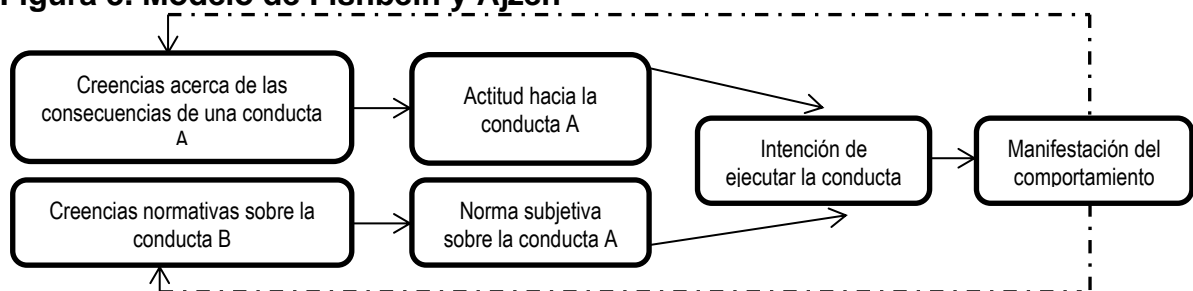 Figura 3. Modelo de Fishbein y Ajzen
Creencias acerca de las
consecuencias de una conducta
A
Actitud hacia la
conducta A
Intención de
ejecutar la conducta
Manifestación del
comportamiento
Creencias normativas sobre la
conducta B
Norma subjetiva
sobre la conducta A